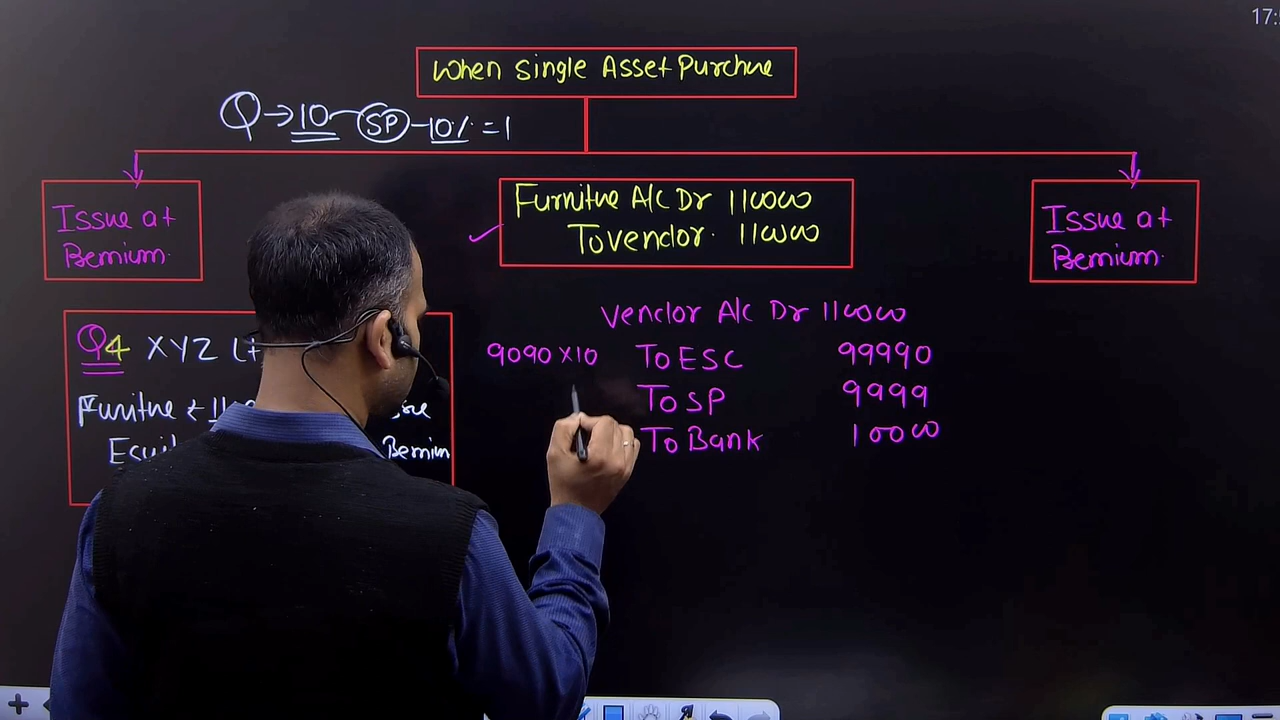 17:
When Single Asset Purchase
Q→10 SP-10% = 1
Issue at
Premium
Furniture A/c Dr 110000
To Vendor 110000
Issue at
Premium
Vendor A/c Dr 110000
Q4 XYZ
9090×10 To ESC 99990
Furniture ₹
To SP 9999
Premium
To Bank 10000